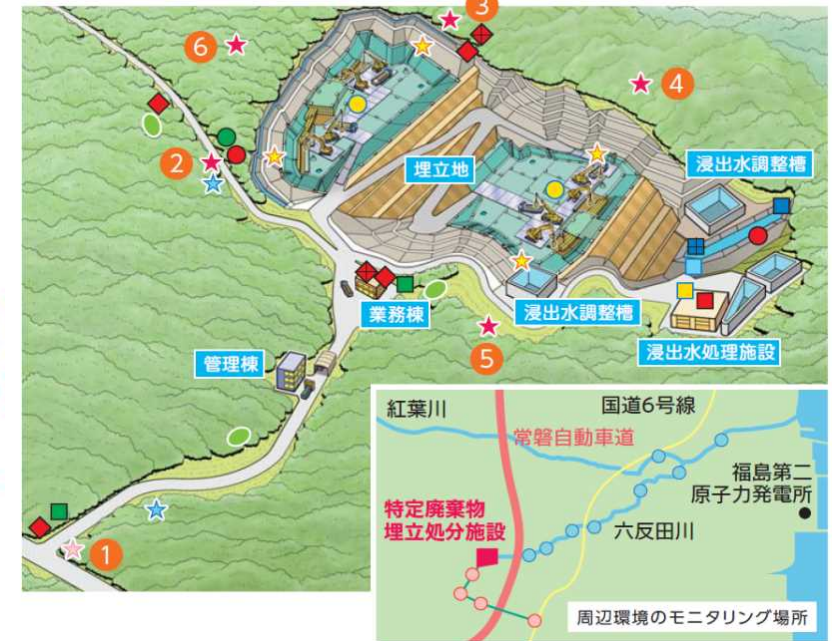 3
6
4
2
埋立地
浸出水調整槽
業務棟
浸出水調整槽
5
浸出水処理施設
管理棟
1
紅葉川
国道6号線
常磐自動車道
福島第二
原子力発電所
特定廃棄物
埋立処分施設
六反田川
周辺環境のモニタリング場所